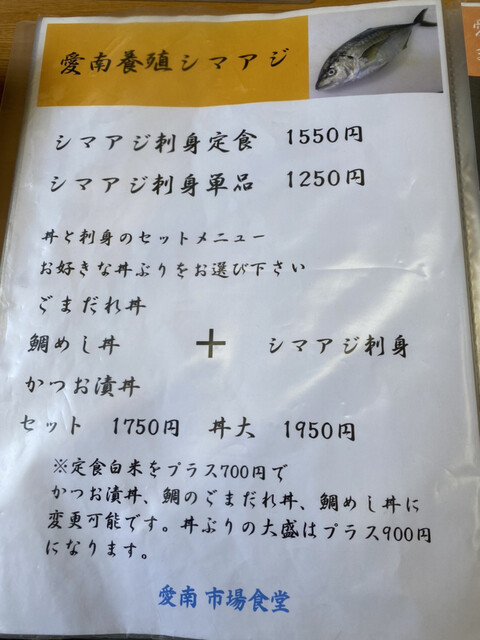 愛南養殖シマアジ
シマアジ刺身定食 1550円
シマアジ刺身単品 1250円
丼と刺身のセットメニュー
お好きな丼ぶりをお選び下さい
ごまだれ丼
鯛めし丼 + シマアジ刺身
かつお漬丼
セット 1750円 丼大 1950円
※定食白米をプラス700円で
かつお漬丼、鯛のごまだれ丼、鯛めし丼に
変更可能です。丼ぶりの大盛はプラス900円
になります。
愛南 市場食堂